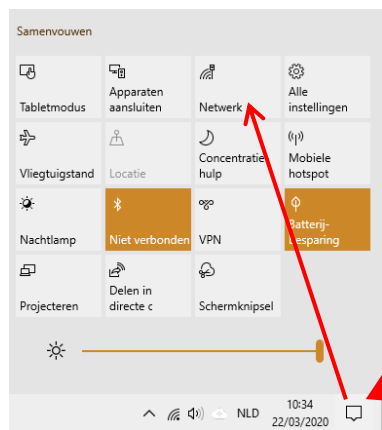 Samenvouwen
Tabletmodus
Apparaten
aansluiten
Netwerk
Alle
instellingen
Vliegtuigstand
Locatie
Concentratie
hulp
Mobiele
hotspot
Nachtlamp
Niet verbonden
VPN
Batterij-
besparing
Projecteren
Delen in
directe c
Schermknipsel
NLD
10:34
22/03/2020